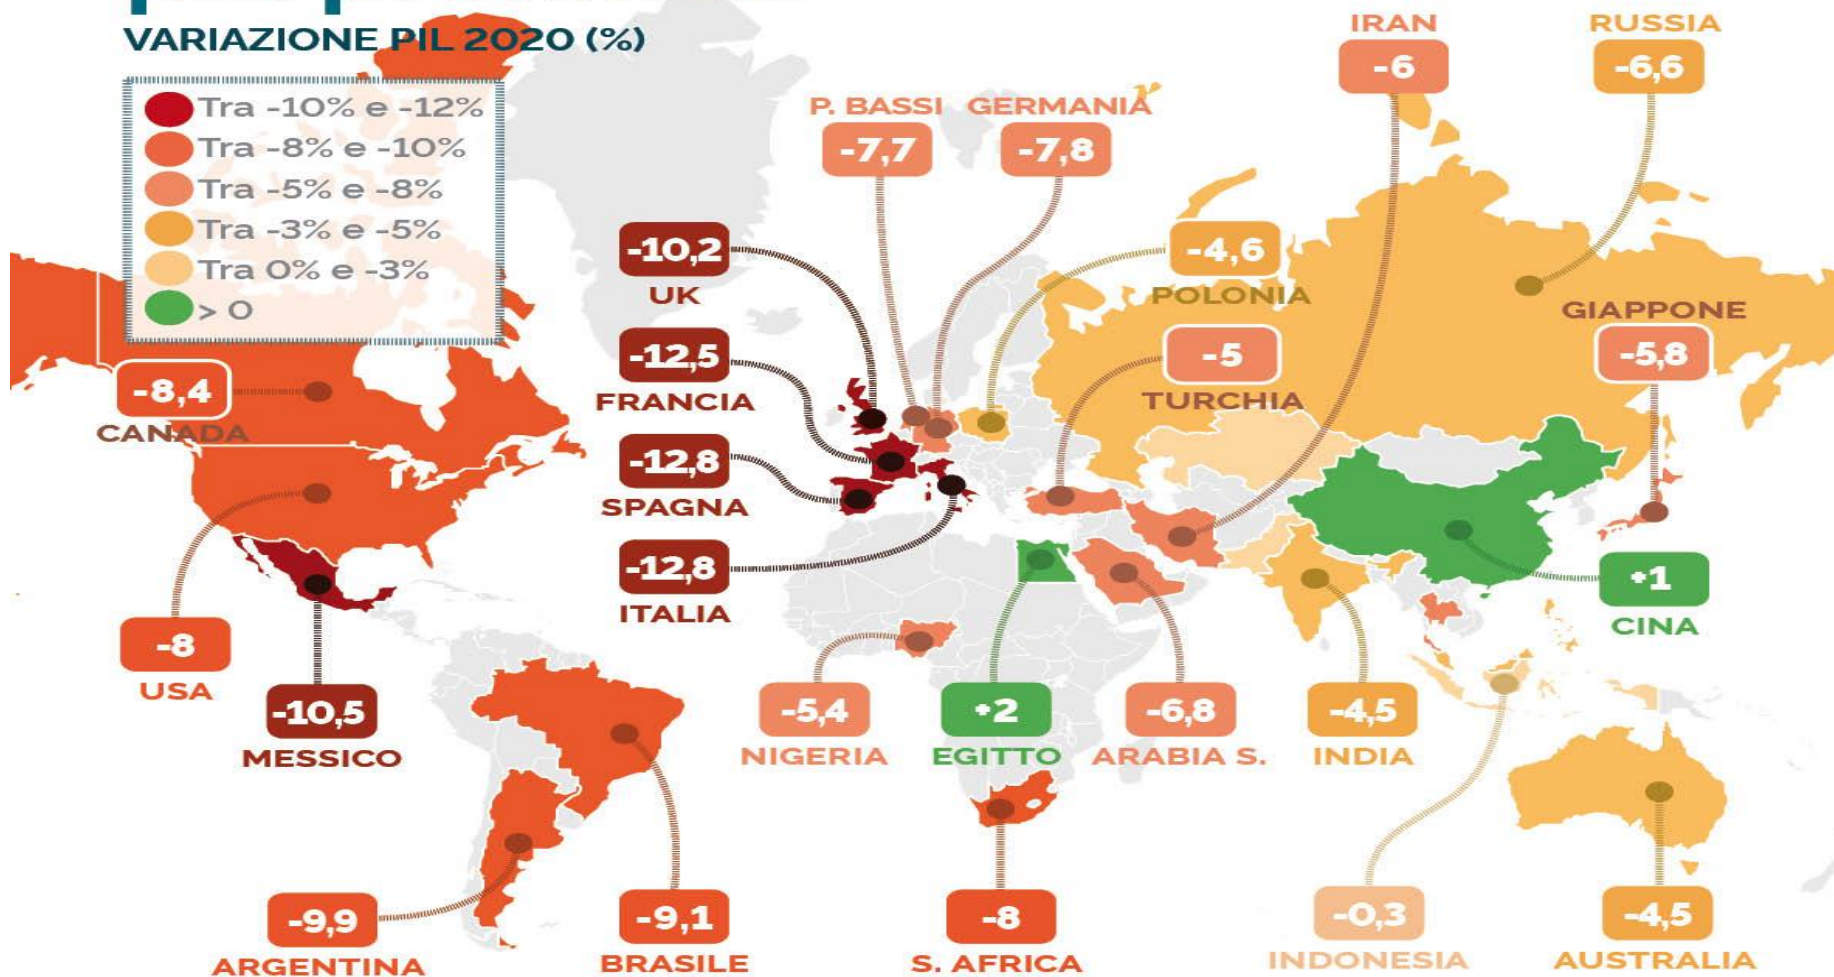 VARIAZIONE PIL 2020 (%)
Tra -10% e -12%
Tra -8% e -10%
Tra -5% e -8%
Tra -3% e -5%
Tra 0% e -3%
> 0
IRAN
-6
RUSSIA
-6,6
P. BASSI
-7,7
GERMANIA
-7,8
-10,2
UK
-4,6
POLONIA
GIAPPONE
-5,8
-12,5
FRANCIA
-5
TURCHIA
-8,4
CANADA
-12,8
SPAGNA
-12,8
ITALIA
+1
CINA
-8
USA
-10,5
MESSICO
-5,4
NIGERIA
+2
EGITTO
-6,8
ARABIA S.
-4,5
INDIA
-9,9
ARGENTINA
-9,1
BRASILE
-8
S. AFRICA
-0,3
INDONESIA
-4,5
AUSTRALIA